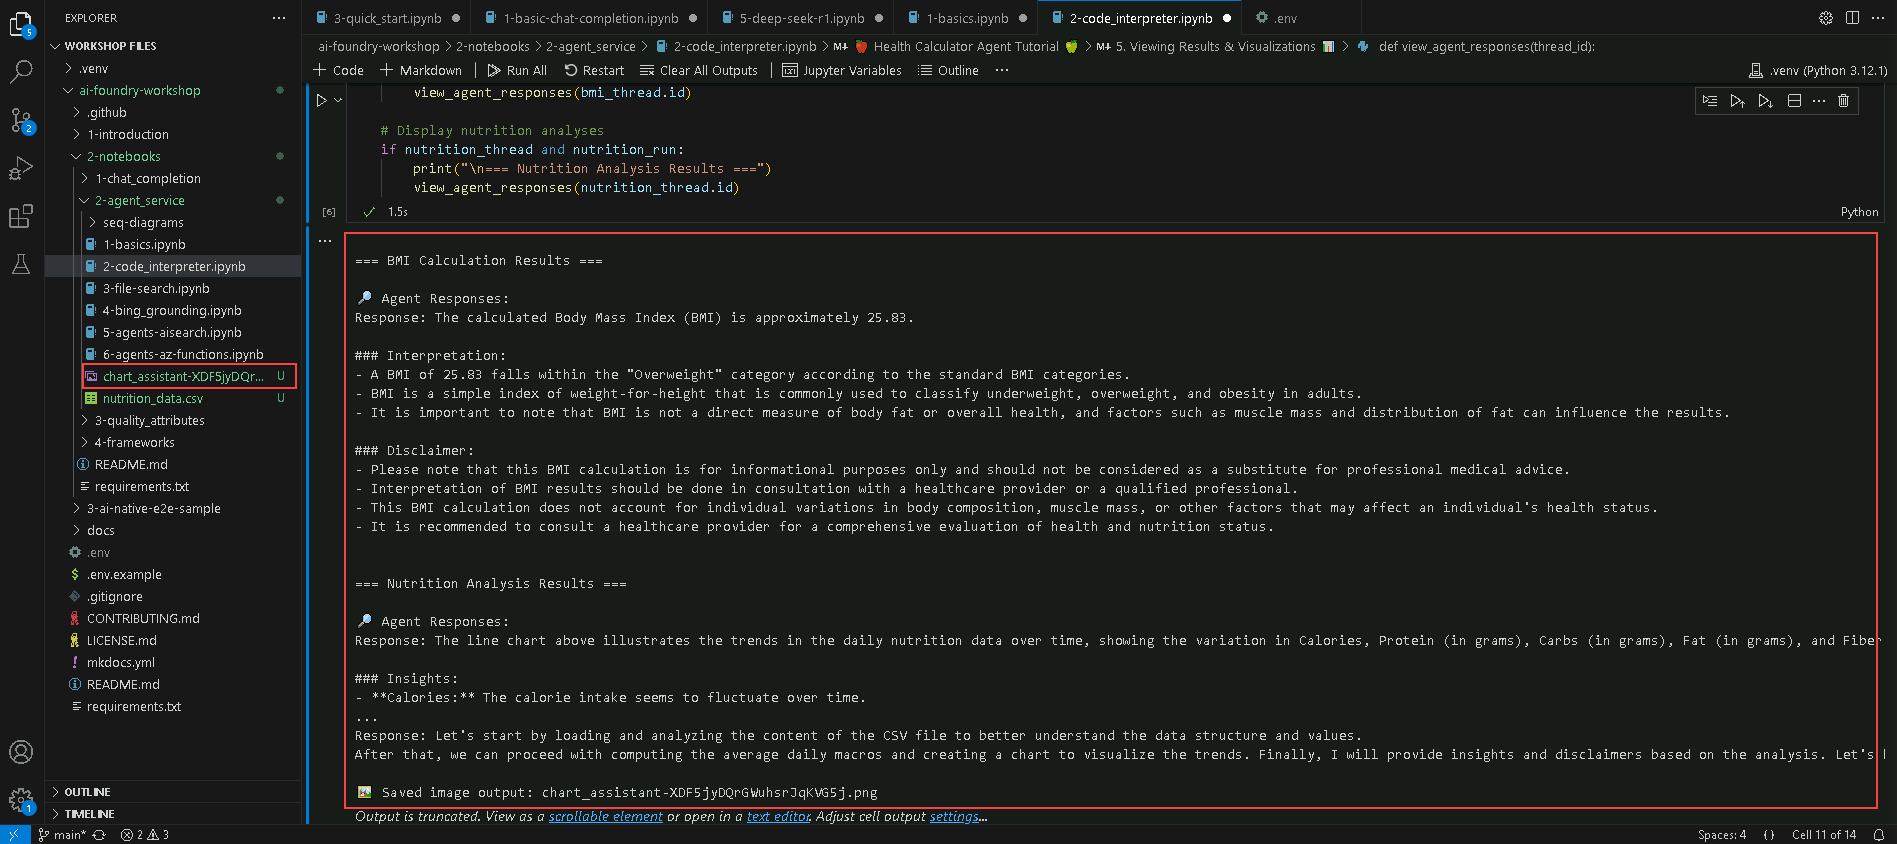 EXPLORER
WORKSHOP FILES
.venv
ai-foundry-workshop
.github
1-introduction
2-notebooks
1-chat_completion
2-agent_service
seq-diagrams
1-basics.ipynb
2-code_interpreter.ipynb
3-file-search.ipynb
4-bing_grounding.ipynb
5-agents-aisearch.ipynb
6-agents-az-functions.ipynb
chart_assistant-XDF5jyDQr... U
nutrition_data.csv U
3-quality_attributes
4-frameworks
README.md
requirements.txt
3-ai-native-e2e-sample
docs
.env
.env.example
.gitignore
CONTRIBUTING.md
LICENSE.md
mkdocs.yml
README.md
requirements.txt
OUTLINE
TIMELINE
5
2
1
3-quick_start.ipynb
1-basic-chat-completion.ipynb
5-deep-seek-r1.ipynb
1-basics.ipynb
2-code_interpreter.ipynb
.env
ai-foundry-workshop > 2-notebooks > 2-agent_service > 2-code_interpreter.ipynb > M↓ 🍎 Health Calculator Agent Tutorial 🍏 > M↓ 5. Viewing Results & Visualizations 📊 > def view_agent_responses(thread_id):
+ Code + Markdown | Run All Restart Clear All Outputs | Jupyter Variables Outline ...
.venv (Python 3.12.1)
view_agent_responses(bmi_thread.id)
# Display nutrition analyses
if nutrition_thread and nutrition_run:
print("\n=== Nutrition Analysis Results ===")
view_agent_responses(nutrition_thread.id)
[6] ✓ 1.5s
Python
=== BMI Calculation Results ===
🔎 Agent Responses:
Response: The calculated Body Mass Index (BMI) is approximately 25.83.
### Interpretation:
- A BMI of 25.83 falls within the "Overweight" category according to the standard BMI categories.
- BMI is a simple index of weight-for-height that is commonly used to classify underweight, overweight, and obesity in adults.
- It is important to note that BMI is not a direct measure of body fat or overall health, and factors such as muscle mass and distribution of fat can influence the results.
### Disclaimer:
- Please note that this BMI calculation is for informational purposes only and should not be considered as a substitute for professional medical advice.
- Interpretation of BMI results should be done in consultation with a healthcare provider or a qualified professional.
- This BMI calculation does not account for individual variations in body composition, muscle mass, or other factors that may affect an individual's health status.
- It is recommended to consult a healthcare provider for a comprehensive evaluation of health and nutrition status.
=== Nutrition Analysis Results ===
🔎 Agent Responses:
Response: The line chart above illustrates the trends in the daily nutrition data over time, showing the variation in Calories, Protein (in grams), Carbs (in grams), Fat (in grams), and Fiber
### Insights:
- **Calories:** The calorie intake seems to fluctuate over time.
...
Response: Let's start by loading and analyzing the content of the CSV file to better understand the data structure and values.
After that, we can proceed with computing the average daily macros and creating a chart to visualize the trends. Finally, I will provide insights and disclaimers based on the analysis. Let's
🖼️ Saved image output: chart_assistant-XDF5jyDQrGWuhsrJqKVG5j.png
Output is truncated. View as a scrollable element or open in a text editor. Adjust cell output settings...
main* 2 3
Spaces: 4 {} Cell 11 of 14